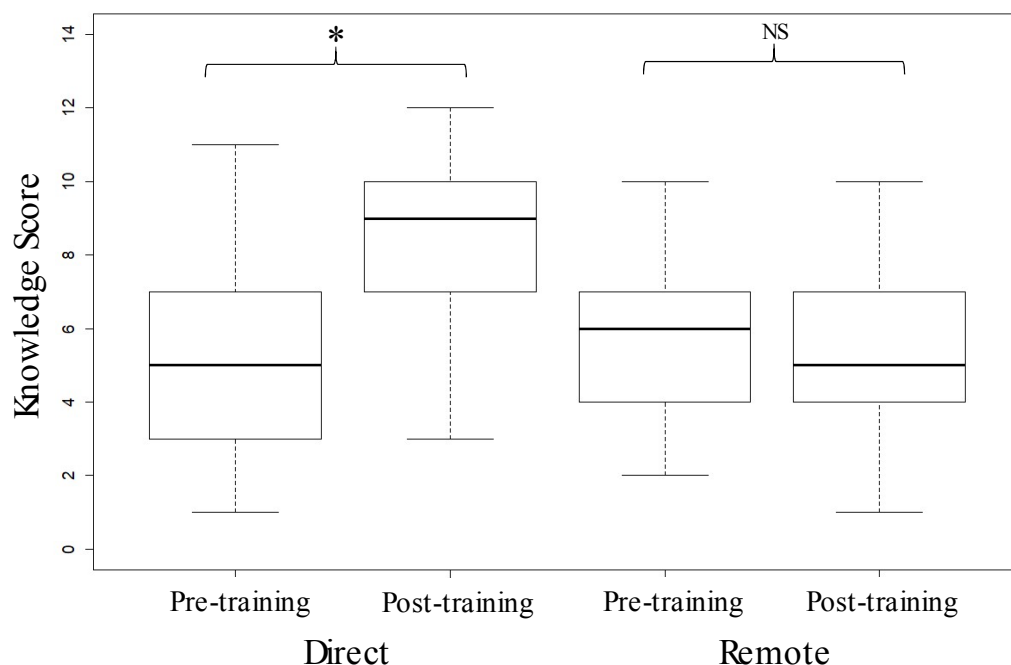 *
NS
14
12
10
8
6
4
2
0
Knowledge Score
Pre-training Post-training Pre-training Post-training
Direct Remote